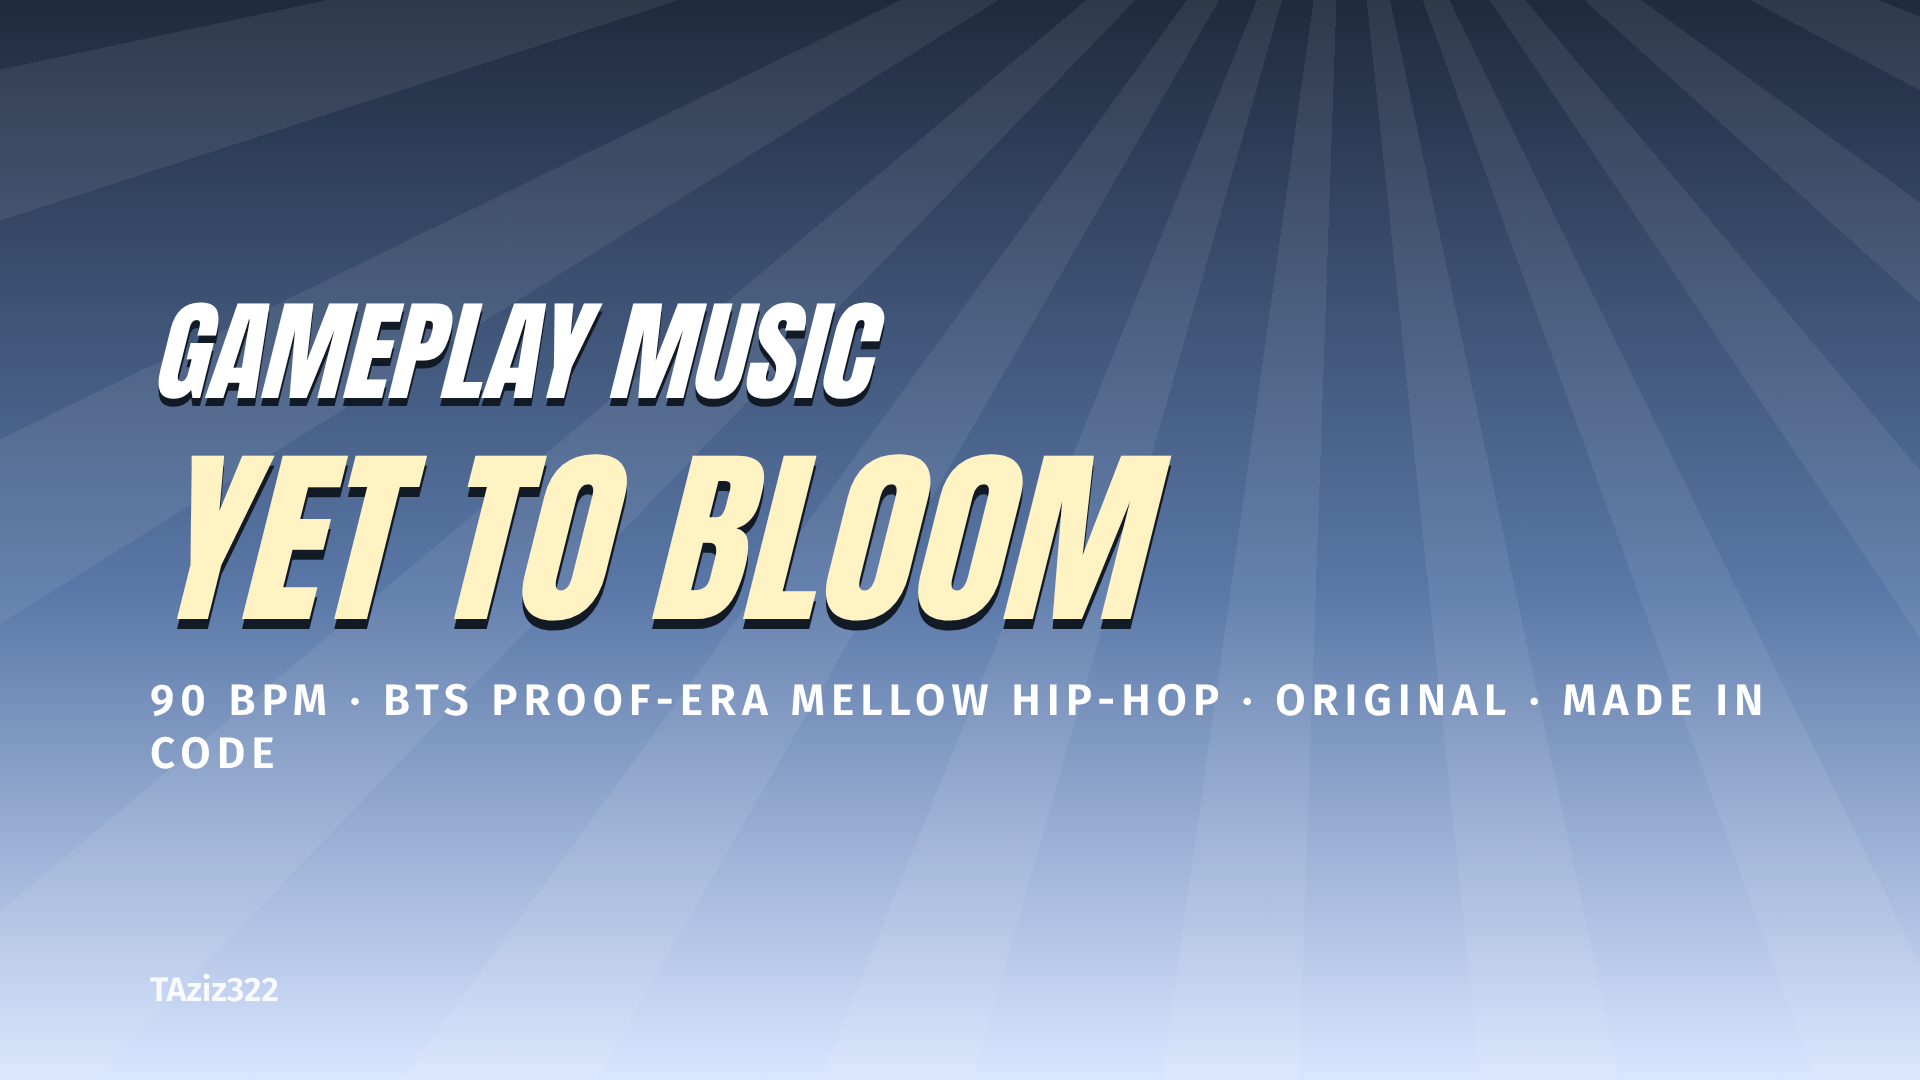 GAMEPLAY MUSIC
YET TO BLOOM
90 BPM · BTS PROOF-ERA MELLOW HIP-HOP · ORIGINAL · MADE IN
CODE
TAziz322